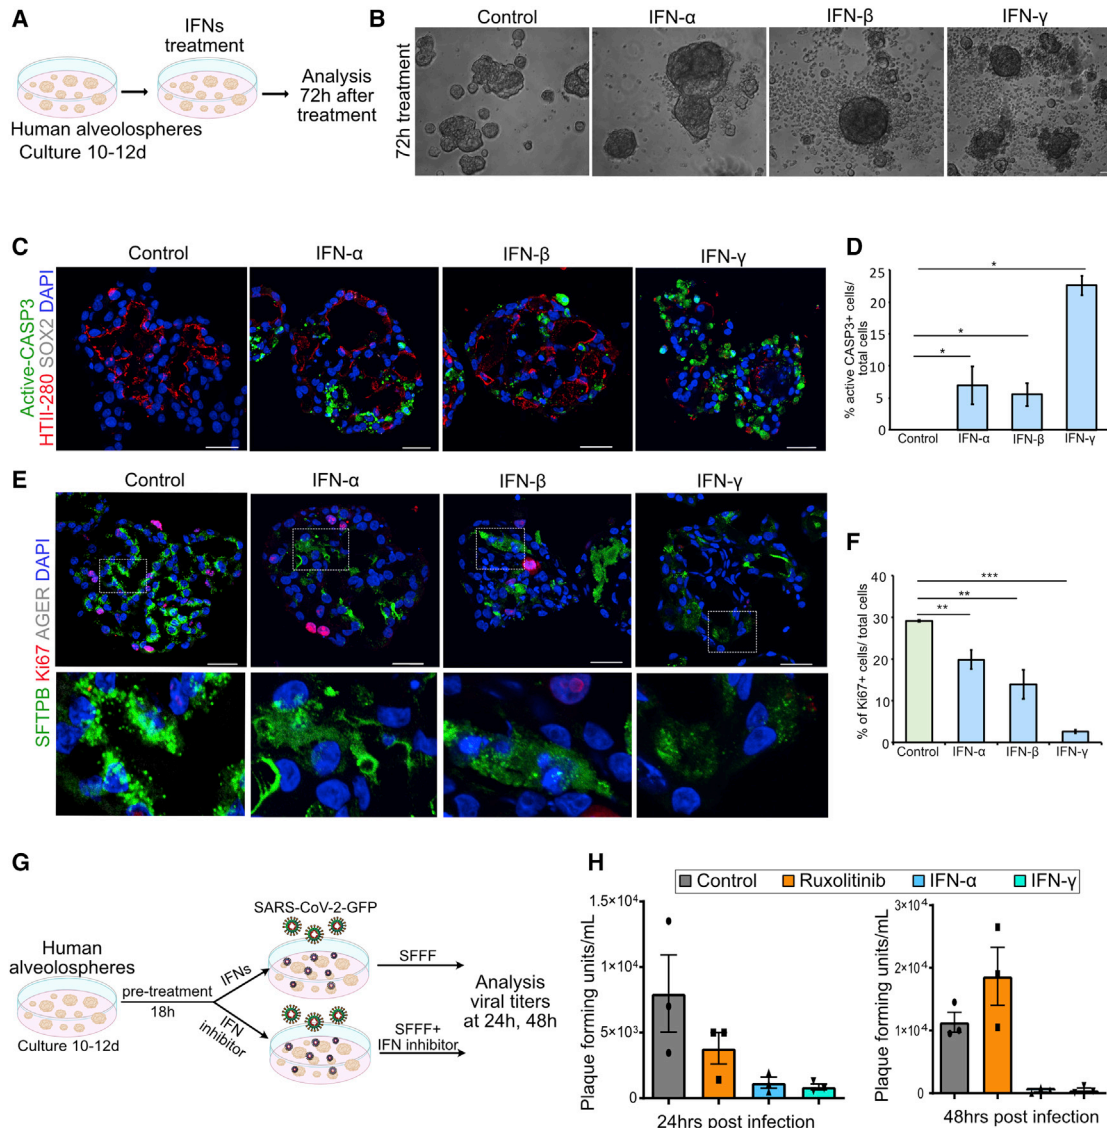 A
IFNs
treatment
Human alveolospheres
Culture 10-12d
Analysis
72h after
treatment
B
Control
IFN-α
IFN-β
IFN-γ
72h treatment
C
Control
IFN-α
IFN-β
IFN-γ
Active-CASP3
HTII-280 SOX2 DAPI
D
% active CASP3+ cells/
total cells
25
20
15
10
5
0
*
*
*
Control
IFN-α
IFN-β
IFN-γ
E
Control
IFN-α
IFN-β
IFN-γ
SFTPB Ki67 AGER DAPI
F
% of Ki67+ cells/ total cells
40
30
20
10
0
***
**
**
Control
IFN-α
IFN-β
IFN-γ
G
Human
alveolospheres
Culture 10-12d
pre-treatment
18h
IFNs
IFN
inhibitor
SARS-CoV-2-GFP
SFFF
SFFF+
IFN inhibitor
Analysis
viral titers
at 24h, 48h
H
Control
Ruxolitinib
IFN-α
IFN-γ
Plaque forming units/mL
1.5×10⁴
1×10⁴
5×10³
0
24hrs post infection
Plaque forming units/mL
3×10⁴
2×10⁴
1×10⁴
0
48hrs post infection